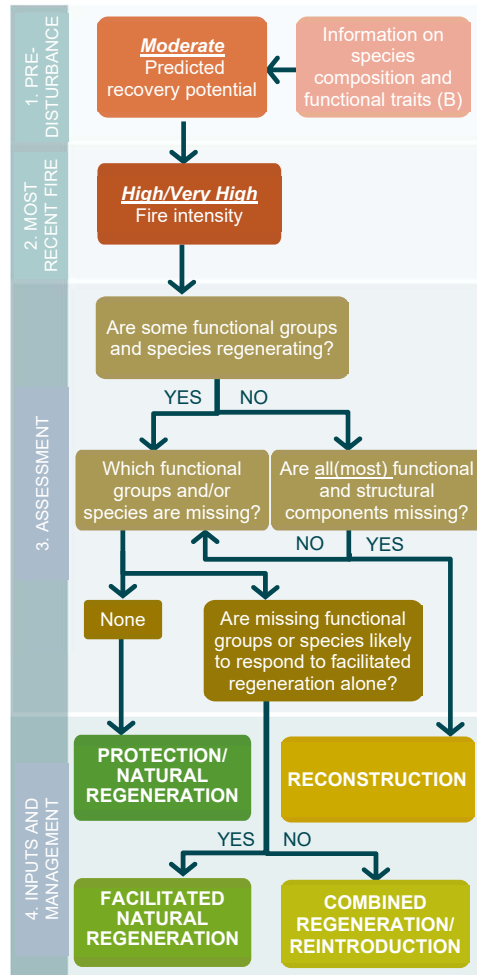 1. PRE-
DISTURBANCE
Moderate
Predicted
recovery potential
Information on
species
composition and
functional traits (B)
2. MOST
RECENT FIRE
High/Very High
Fire intensity
3. ASSESSMENT
Are some functional groups
and species regenerating?
YES
NO
Which functional
groups and/or
species are missing?
Are all(most) functional
and structural
components missing?
NO
YES
None
Are missing functional
groups or species likely
to respond to facilitated
regeneration alone?
4. INPUTS AND
MANAGEMENT
PROTECTION/
NATURAL
REGENERATION
RECONSTRUCTION
YES
NO
FACILITATED
NATURAL
REGENERATION
COMBINED
REGENERATION/
REINTRODUCTION